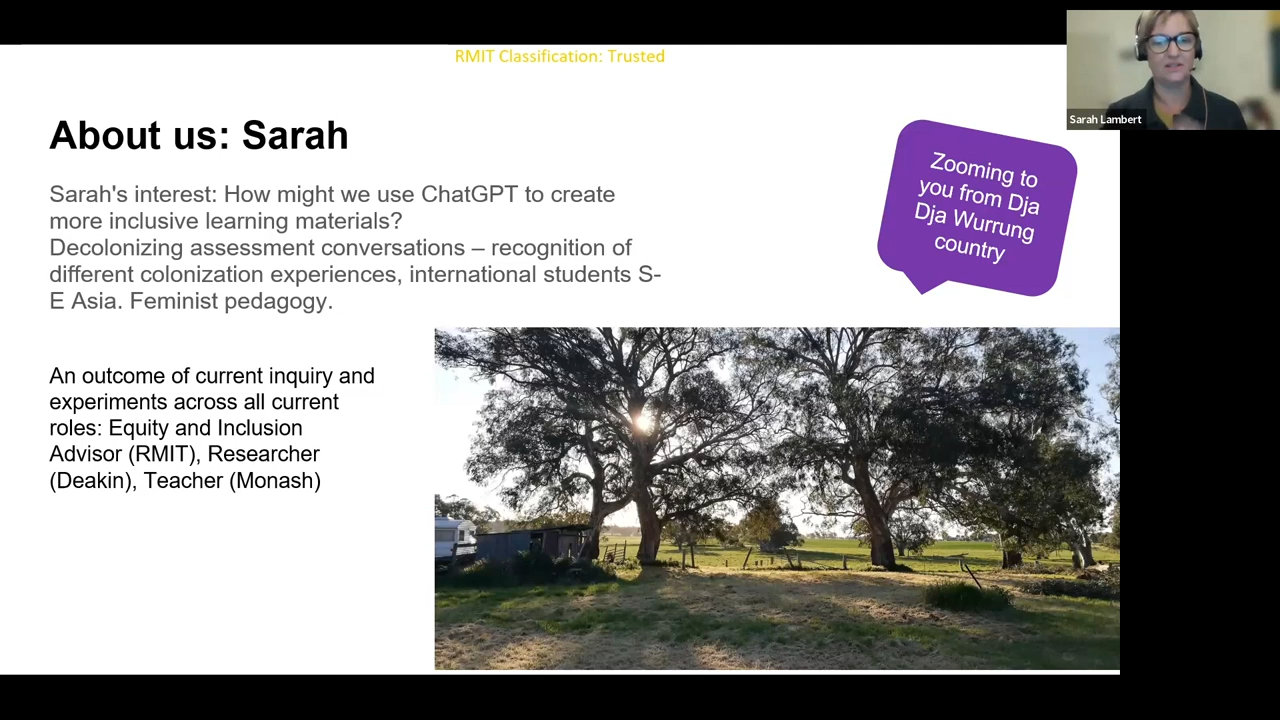 RMIT Classification: Trusted
Sarah Lambert
About us: Sarah
Zooming to
you from Dja
Dja Wurrung
country
Sarah's interest: How might we use ChatGPT to create
more inclusive learning materials?
Decolonizing assessment conversations – recognition of
different colonization experiences, international students S-
E Asia. Feminist pedagogy.
An outcome of current inquiry and
experiments across all current
roles: Equity and Inclusion
Advisor (RMIT), Researcher
(Deakin), Teacher (Monash)